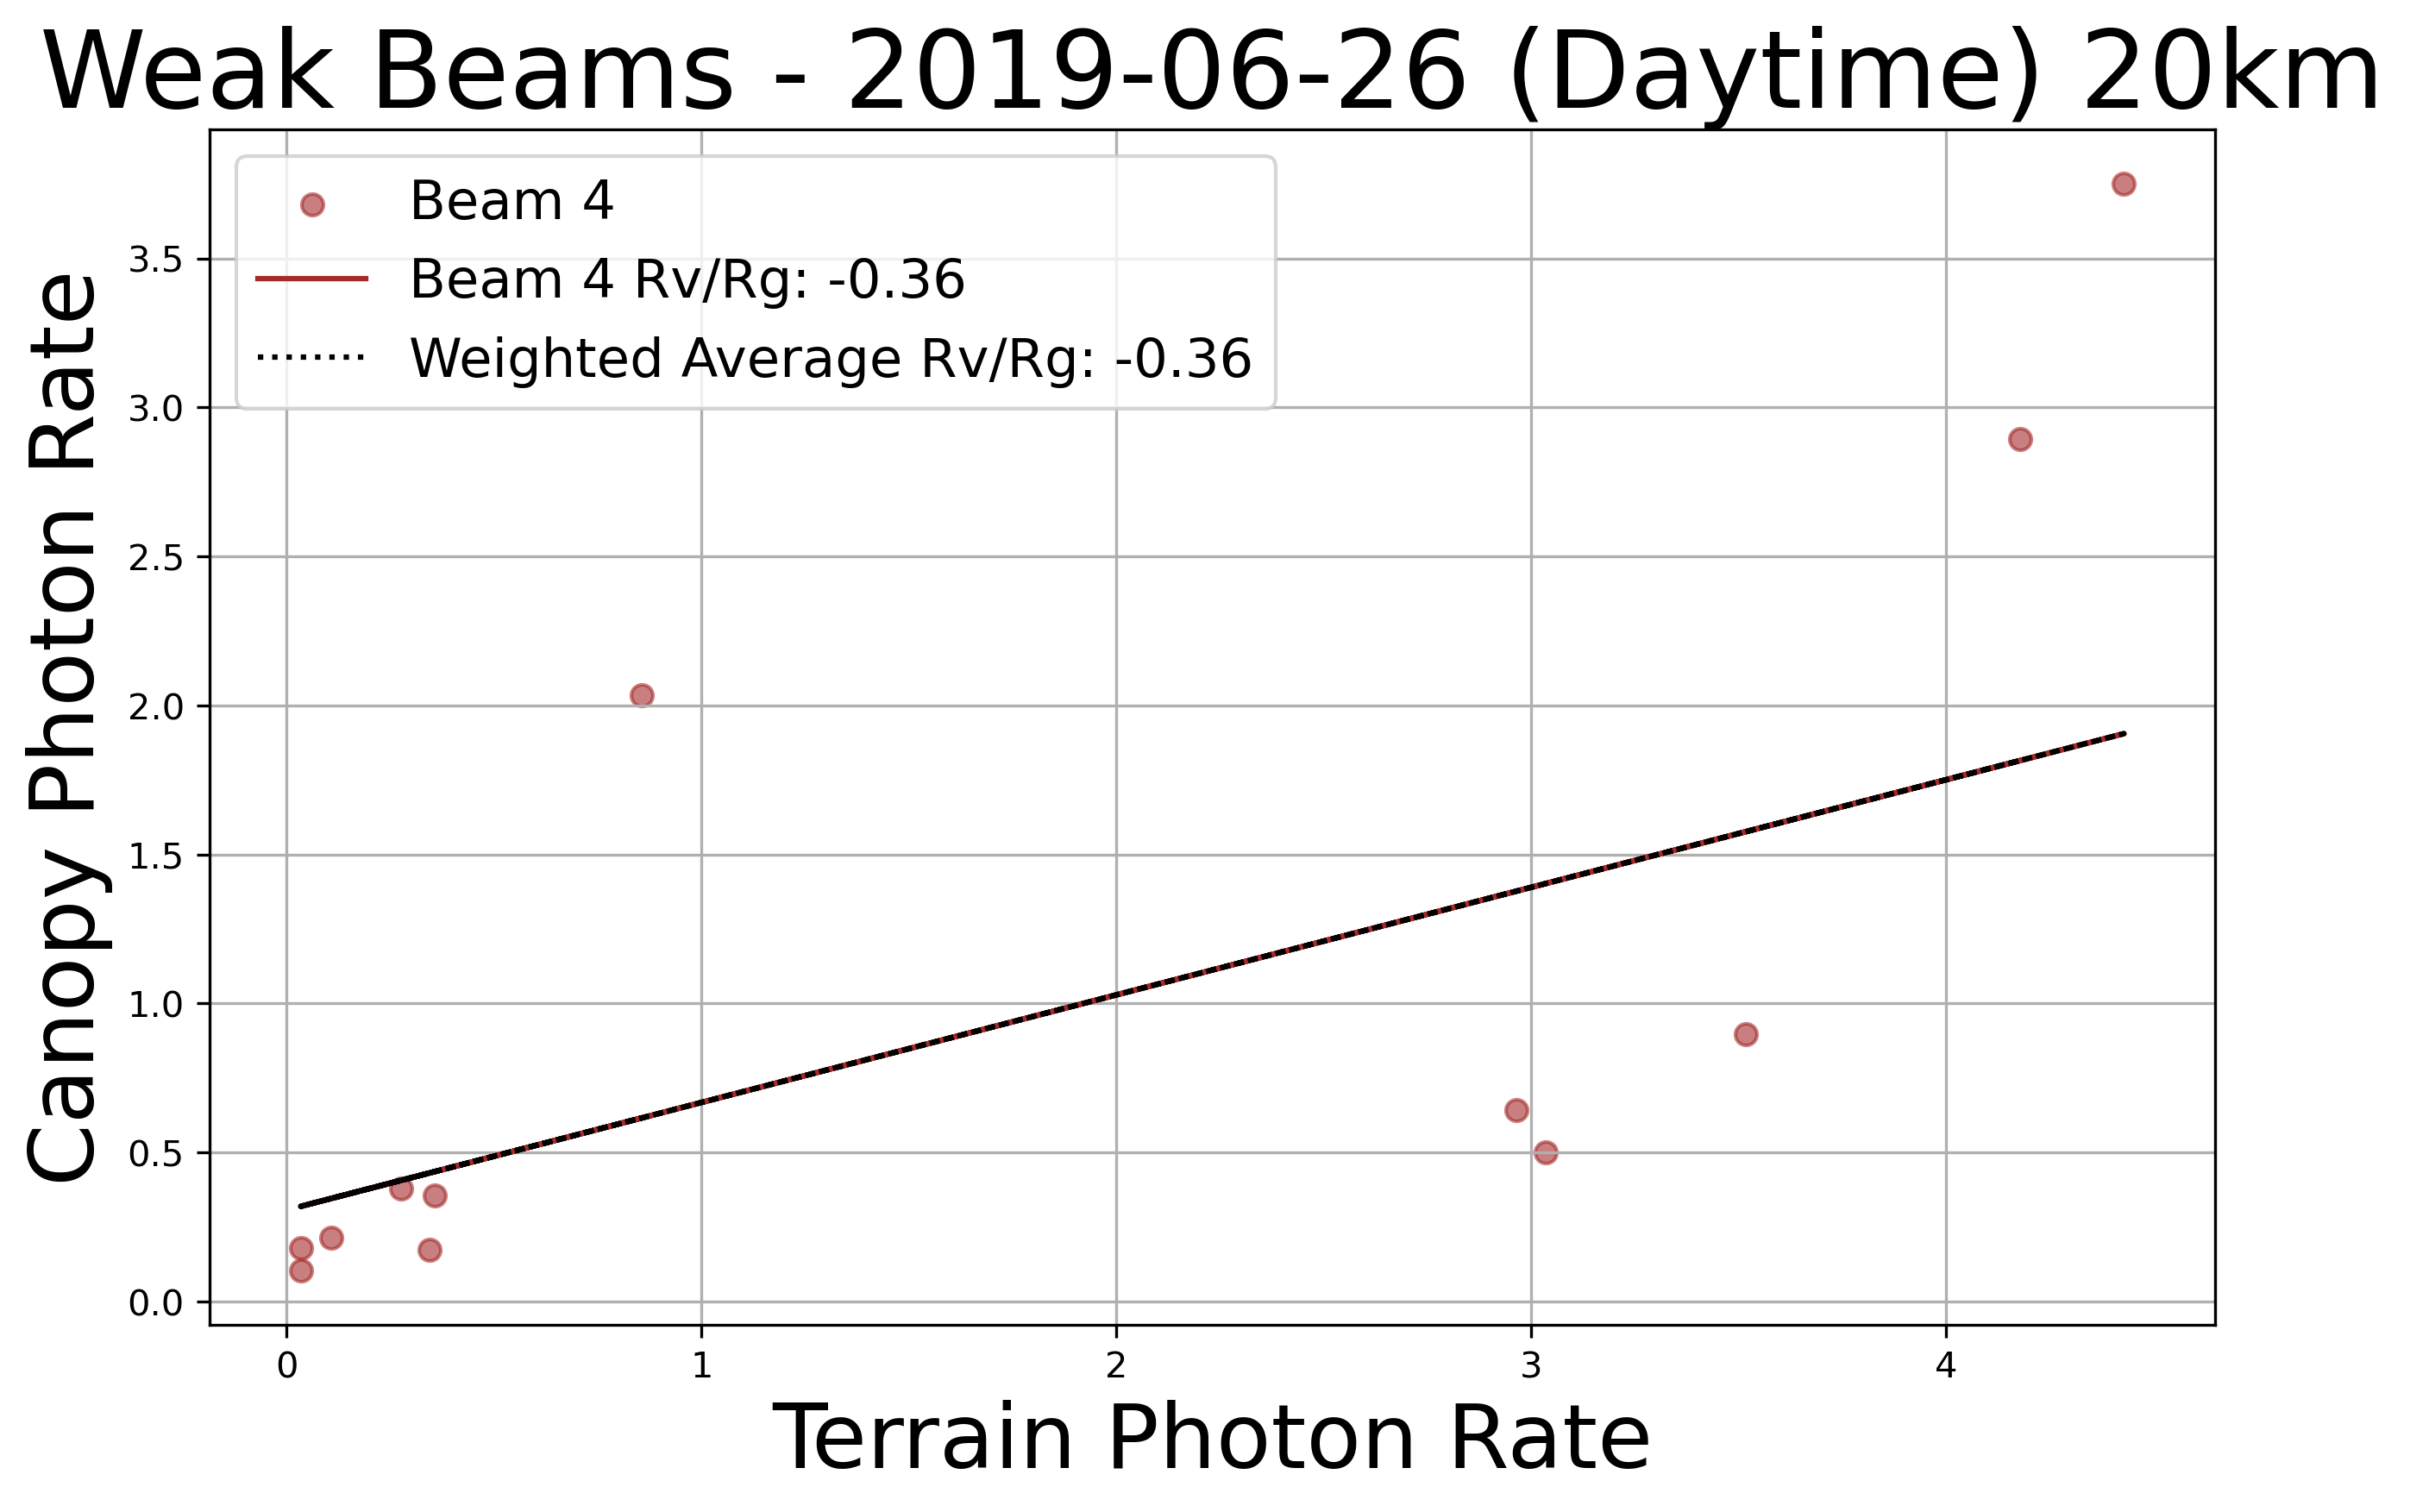 Weak Beams - 2019-06-26 (Daytime) 20km
Beam 4
Beam 4 Rv/Rg: -0.36
Weighted Average Rv/Rg: -0.36
Canopy Photon Rate
3.5
3.0
2.5
2.0
1.5
1.0
0.5
0.0
0 1 2 3 4
Terrain Photon Rate